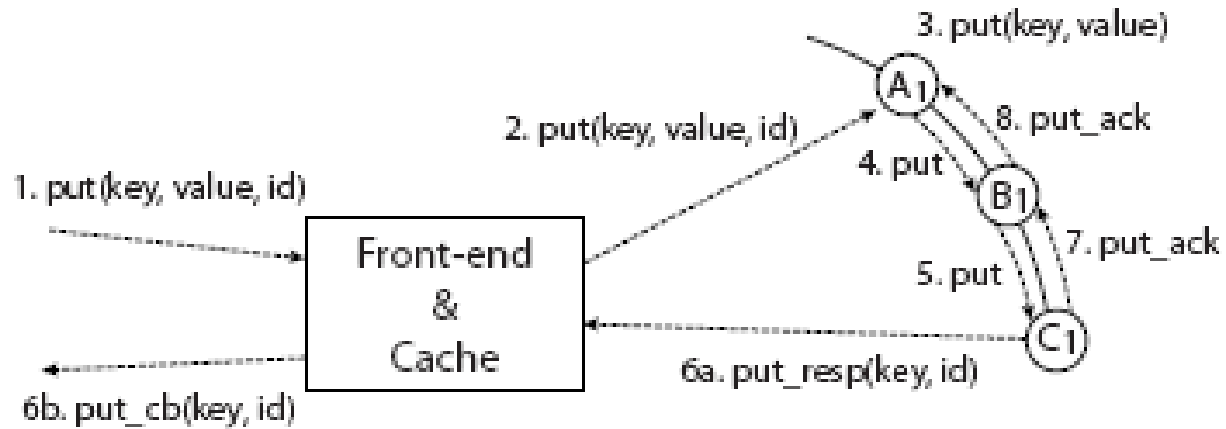 3. put(key, value)
A1
8. put_ack
2. put(key, value, id)
4. put
1. put(key, value, id)
B1
Front-end
&
Cache
7. put_ack
5. put
C1
6a. put_resp(key, id)
6b. put_cb(key, id)